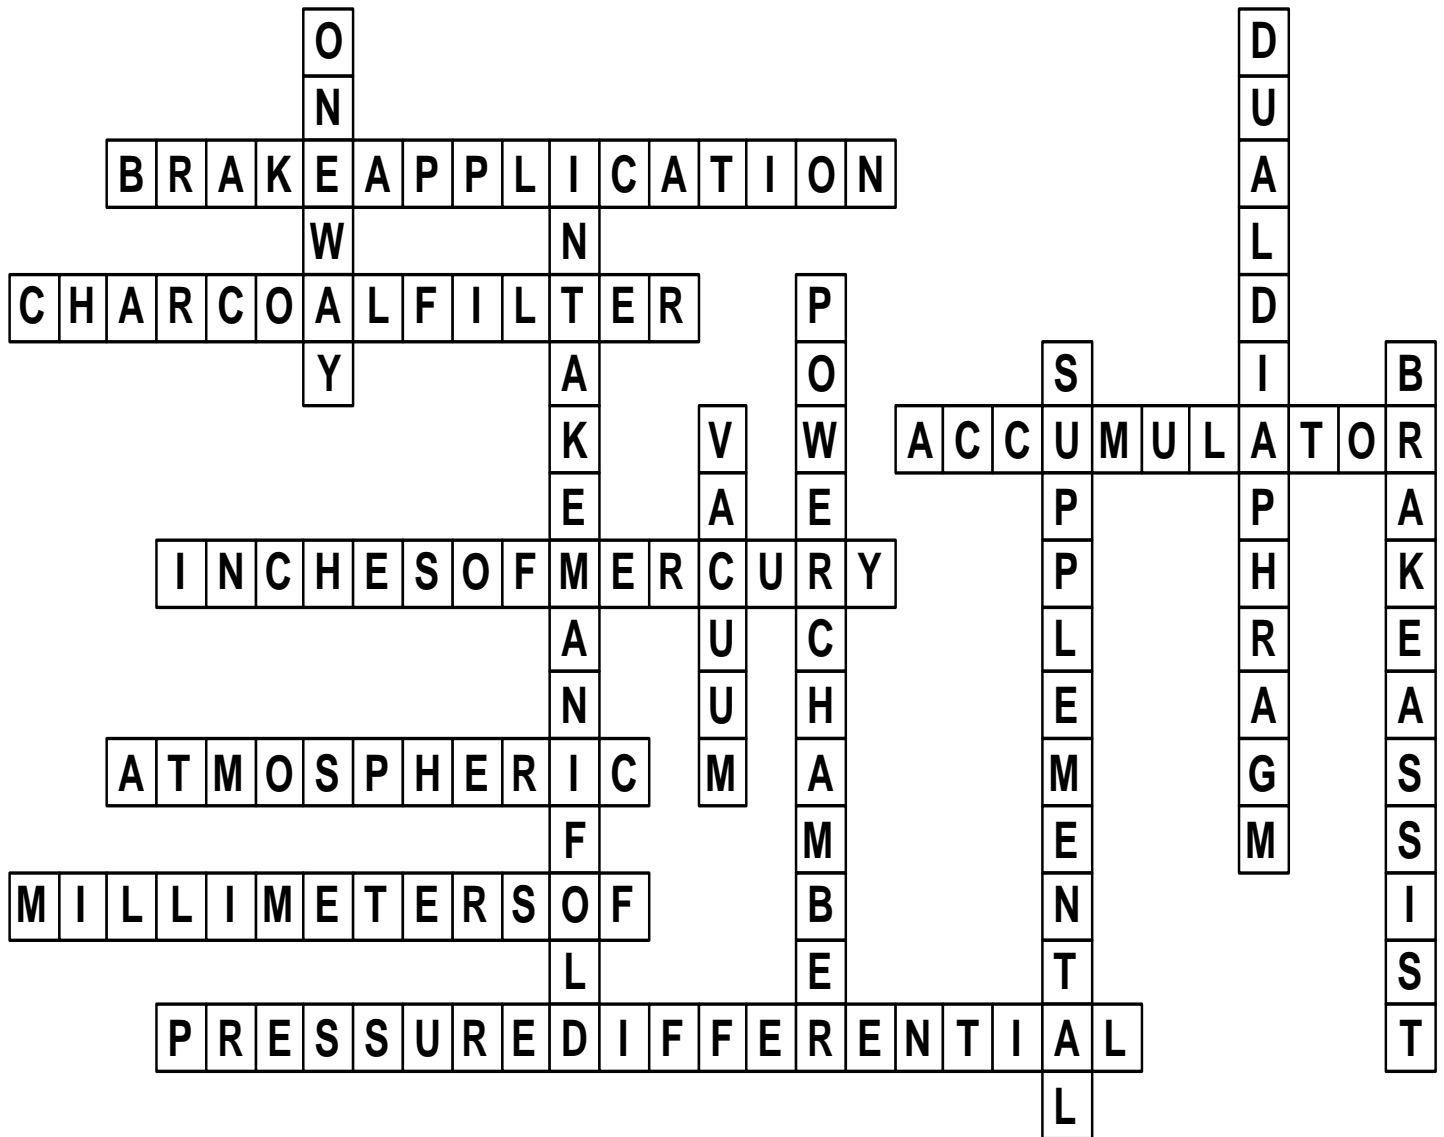 ONEWAY
DUALDIAPHRAGM
BRAKEAPPLICATION
INTAKEMANIFOLD
CHARCOALFILTER
POWERCHAMBER
SUPPLEMENTAL
BRAKEASSIST
VACUUM
ACCUMULATOR
INCHESOFMERCURY
ATMOSPHERIC
MILLIMETERSOF
PRESSUREDIFFERENTIAL